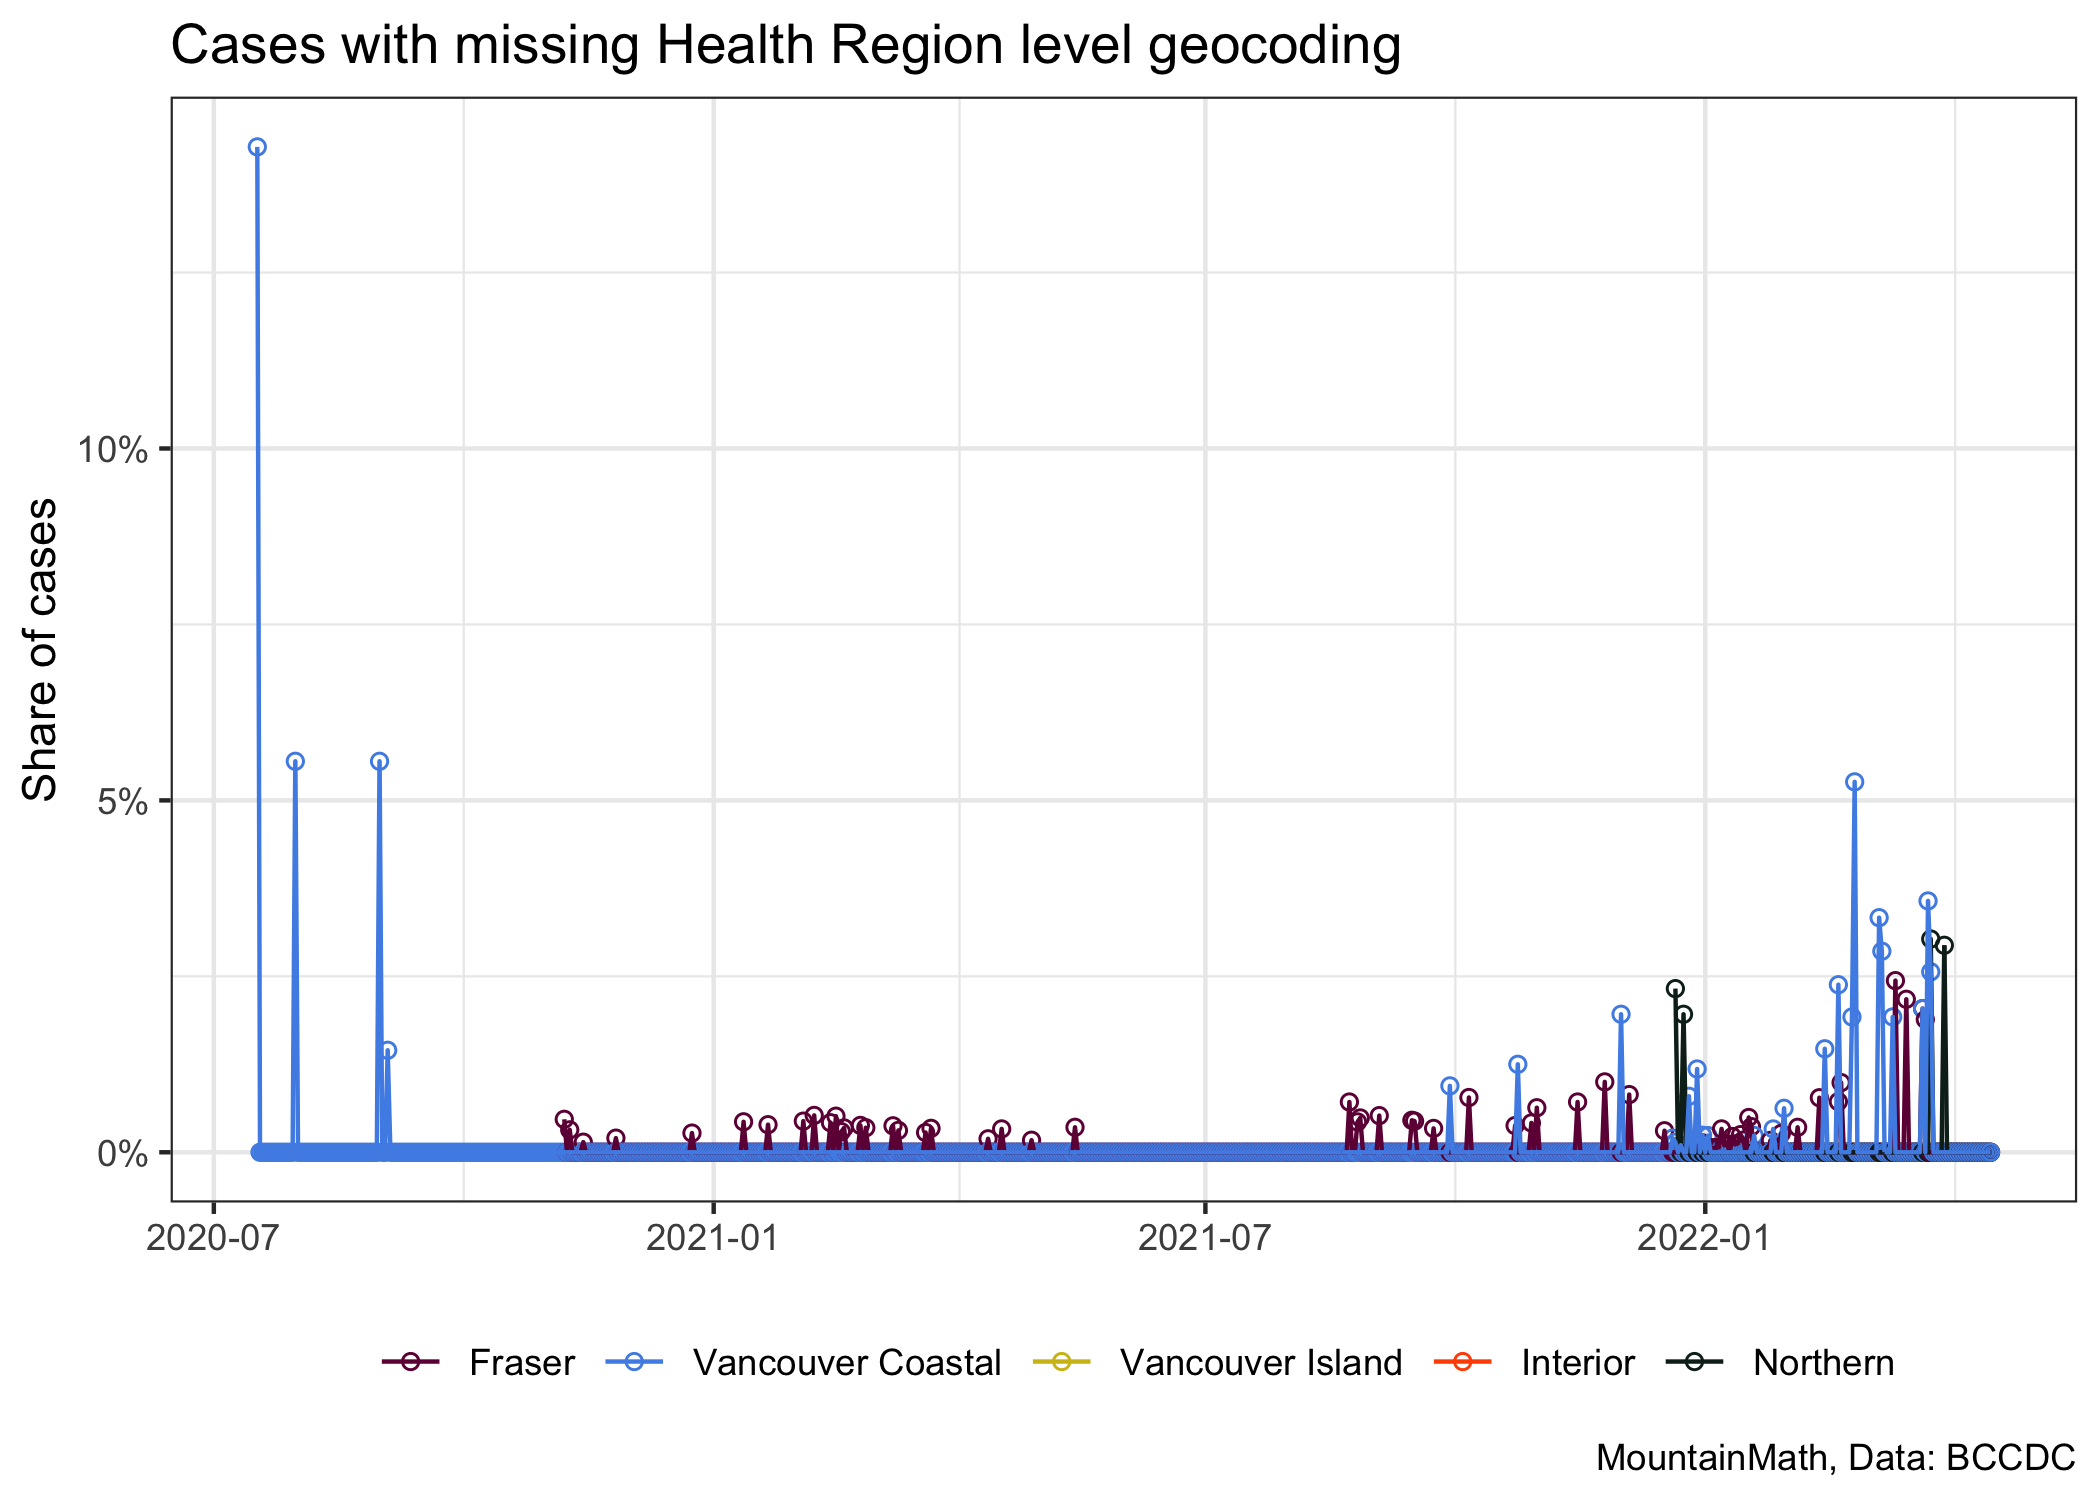 Cases with missing Health Region level geocoding
Share of cases
10%
5%
0%
2020-07 2021-01 2021-07 2022-01
Fraser Vancouver Coastal Vancouver Island Interior Northern
MountainMath, Data: BCCDC